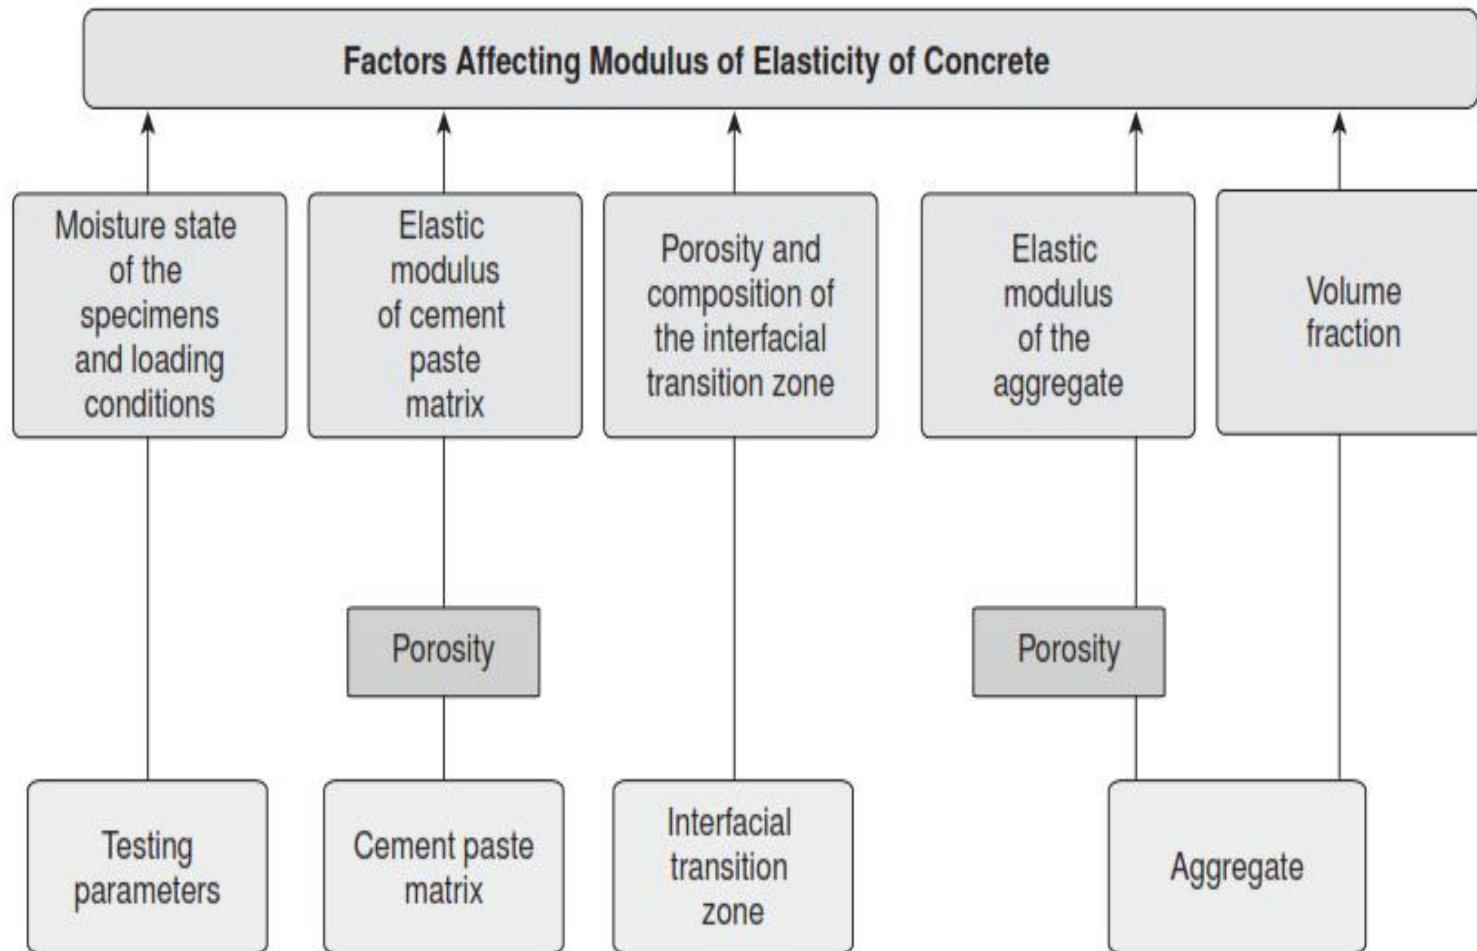 Factors Affecting Modulus of Elasticity of Concrete
Moisture state
of the
specimens
and loading
conditions
Elastic
modulus
of cement
paste
matrix
Porosity and
composition of
the interfacial
transition zone
Elastic
modulus
of the
aggregate
Volume
fraction
Porosity
Porosity
Testing
parameters
Cement paste
matrix
Interfacial
transition
zone
Aggregate